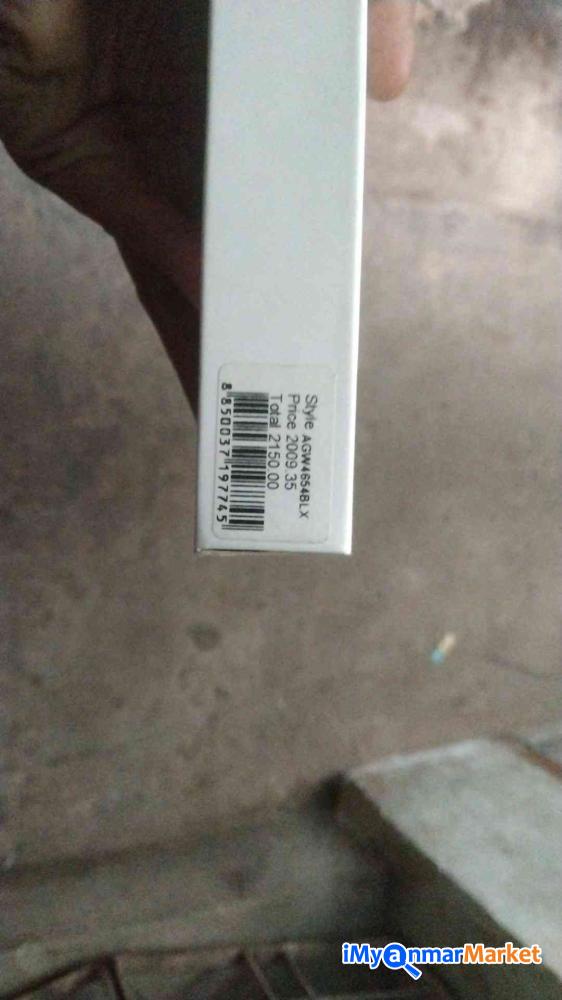 Style AGW4654BLX
Price 2009.35
Total 2150.00
8 850037 197745
iMyanmarMarket